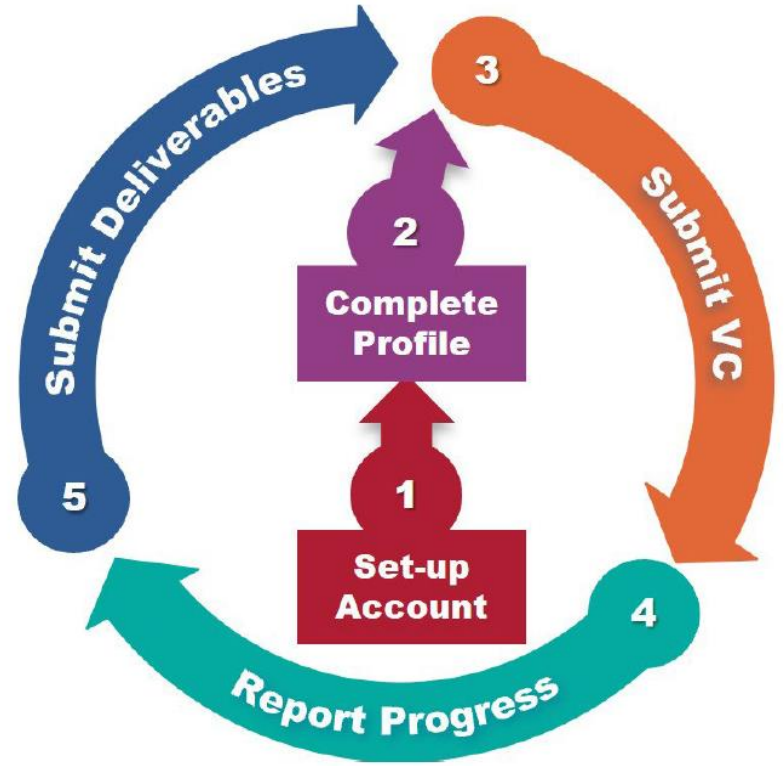 1
Set-up
Account
2
Complete
Profile
3
Submit VC
4
Report Progress
5
Submit Deliverables